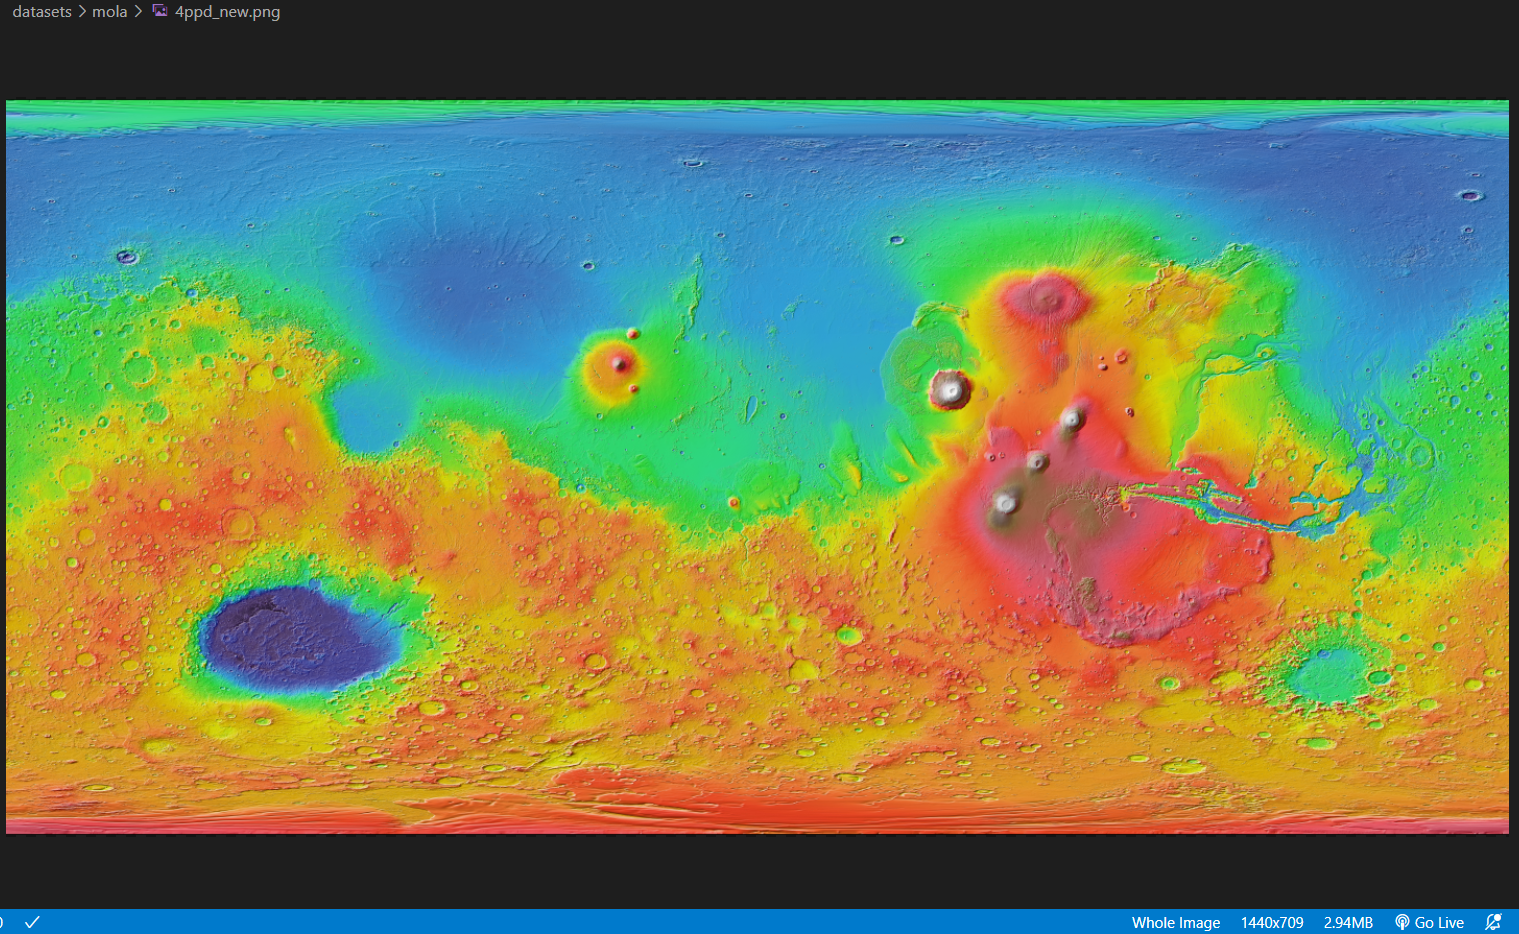 datasets > mola > 4ppd_new.png
Whole Image 1440x709 2.94MB Go Live